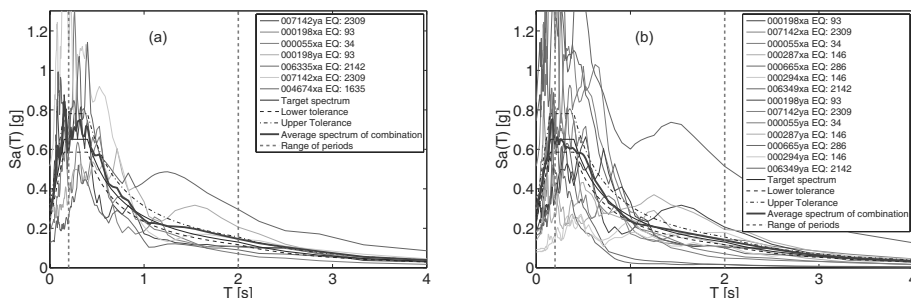 1.2
1
0.8
0.6
0.4
0.2
0
Sa(T) [g]
(a)
007142ya EQ: 2309
000198xa EQ: 93
000055xa EQ: 34
000198ya EQ: 93
006335xa EQ: 2142
007142xa EQ: 2309
004674xa EQ: 1635
Target spectrum
Lower tolerance
Upper Tolerance
Average spectrum of combination
Range of periods
0 1 2 3 4
T [s]
1.2
1
0.8
0.6
0.4
0.2
0
Sa(T) [g]
(b)
000198xa EQ: 93
007142xa EQ: 2309
000055xa EQ: 34
000287xa EQ: 146
000665xa EQ: 286
000294xa EQ: 146
006349xa EQ: 2142
000198ya EQ: 93
007142ya EQ: 2309
000055ya EQ: 34
000287ya EQ: 146
000665ya EQ: 286
000294ya EQ: 146
006349ya EQ: 2142
Target spectrum
Lower tolerance
Upper Tolerance
Average spectrum of combination
Range of periods
0 1 2 3 4
T [s]